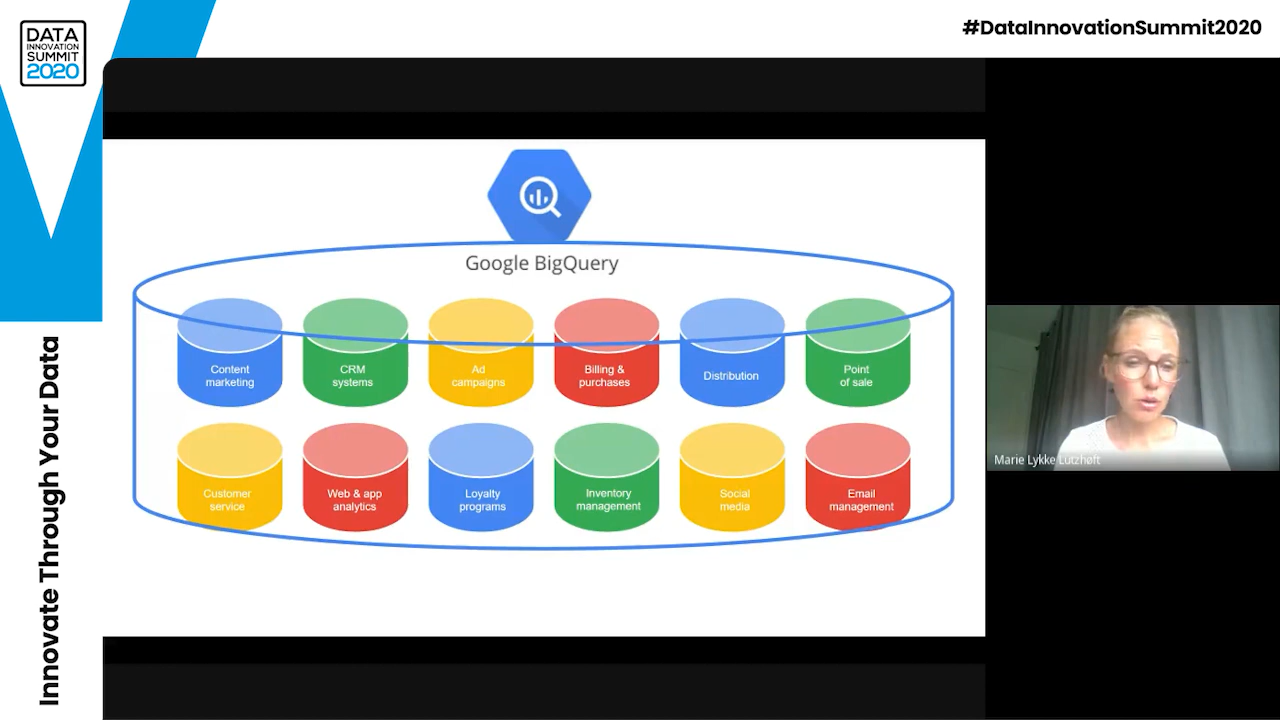 DATA
INNOVATION
SUMMIT
2020
#DataInnovationSummit2020
Innovate Through Your Data
Google BigQuery
Content
marketing
CRM
systems
Ad
campaigns
Billing &
purchases
Distribution
Point
of sale
Customer
service
Web & app
analytics
Loyalty
programs
Inventory
management
Social
media
Email
management
Marie Lykke Lutzhøft